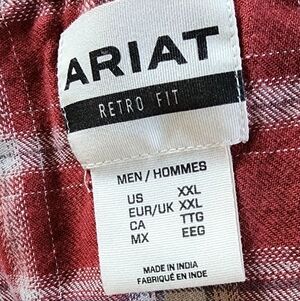 ARIAT
RETRO FIT
MEN / HOMMES
US XXL
EUR/UK XXL
CA TTG
MX EEG
MADE IN INDIA
FABRIQUÉ EN INDE